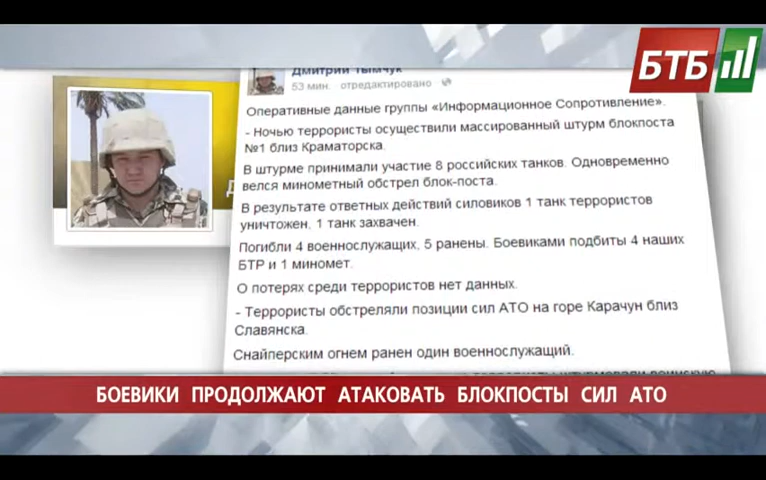 БТБ
Дмитрий Тымчук
53 мин. отредактировано
Оперативные данные группы «Информационное Сопротивление».
- Ночью террористы осуществили массированный штурм блокпоста
№1 близ Краматорска.
В штурме принимали участие 8 российских танков. Одновременно
велся минометный обстрел блок-поста.
В результате ответных действий силовиков 1 танк террористов
уничтожен, 1 танк захвачен.
Погибли 4 военнослужащих, 5 ранены. Боевиками подбиты 4 наших
БТР и 1 миномет.
О потерях среди террористов нет данных.
- Террористы обстреляли позиции сил АТО на горе Карачун близ
Славянска.
Снайперским огнем ранен один военнослужащий.
БОЕВИКИ ПРОДОЛЖАЮТ АТАКОВАТЬ БЛОКПОСТЫ СИЛ АТО